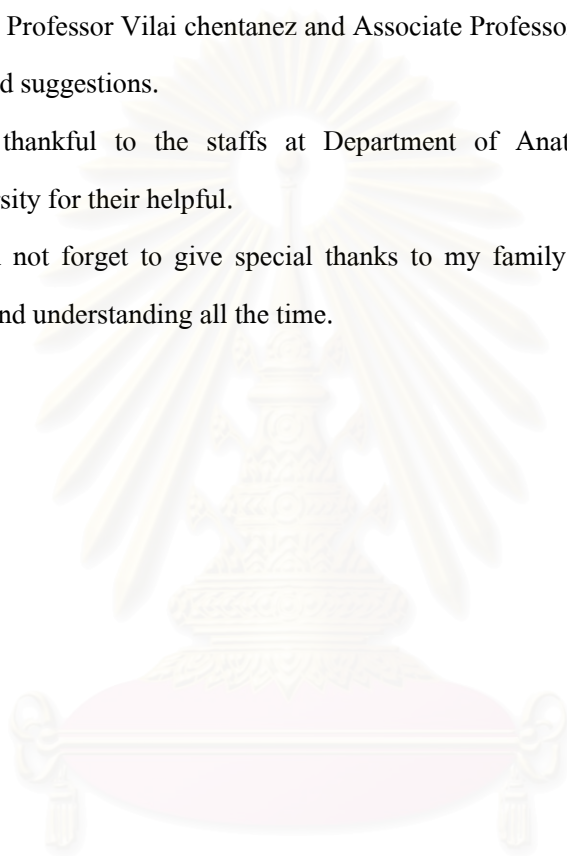 Professor Vilai chentanez and Associate Professo
d suggestions.
thankful to the staffs at Department of Anat
sity for their helpful.
not forget to give special thanks to my family
nd understanding all the time.